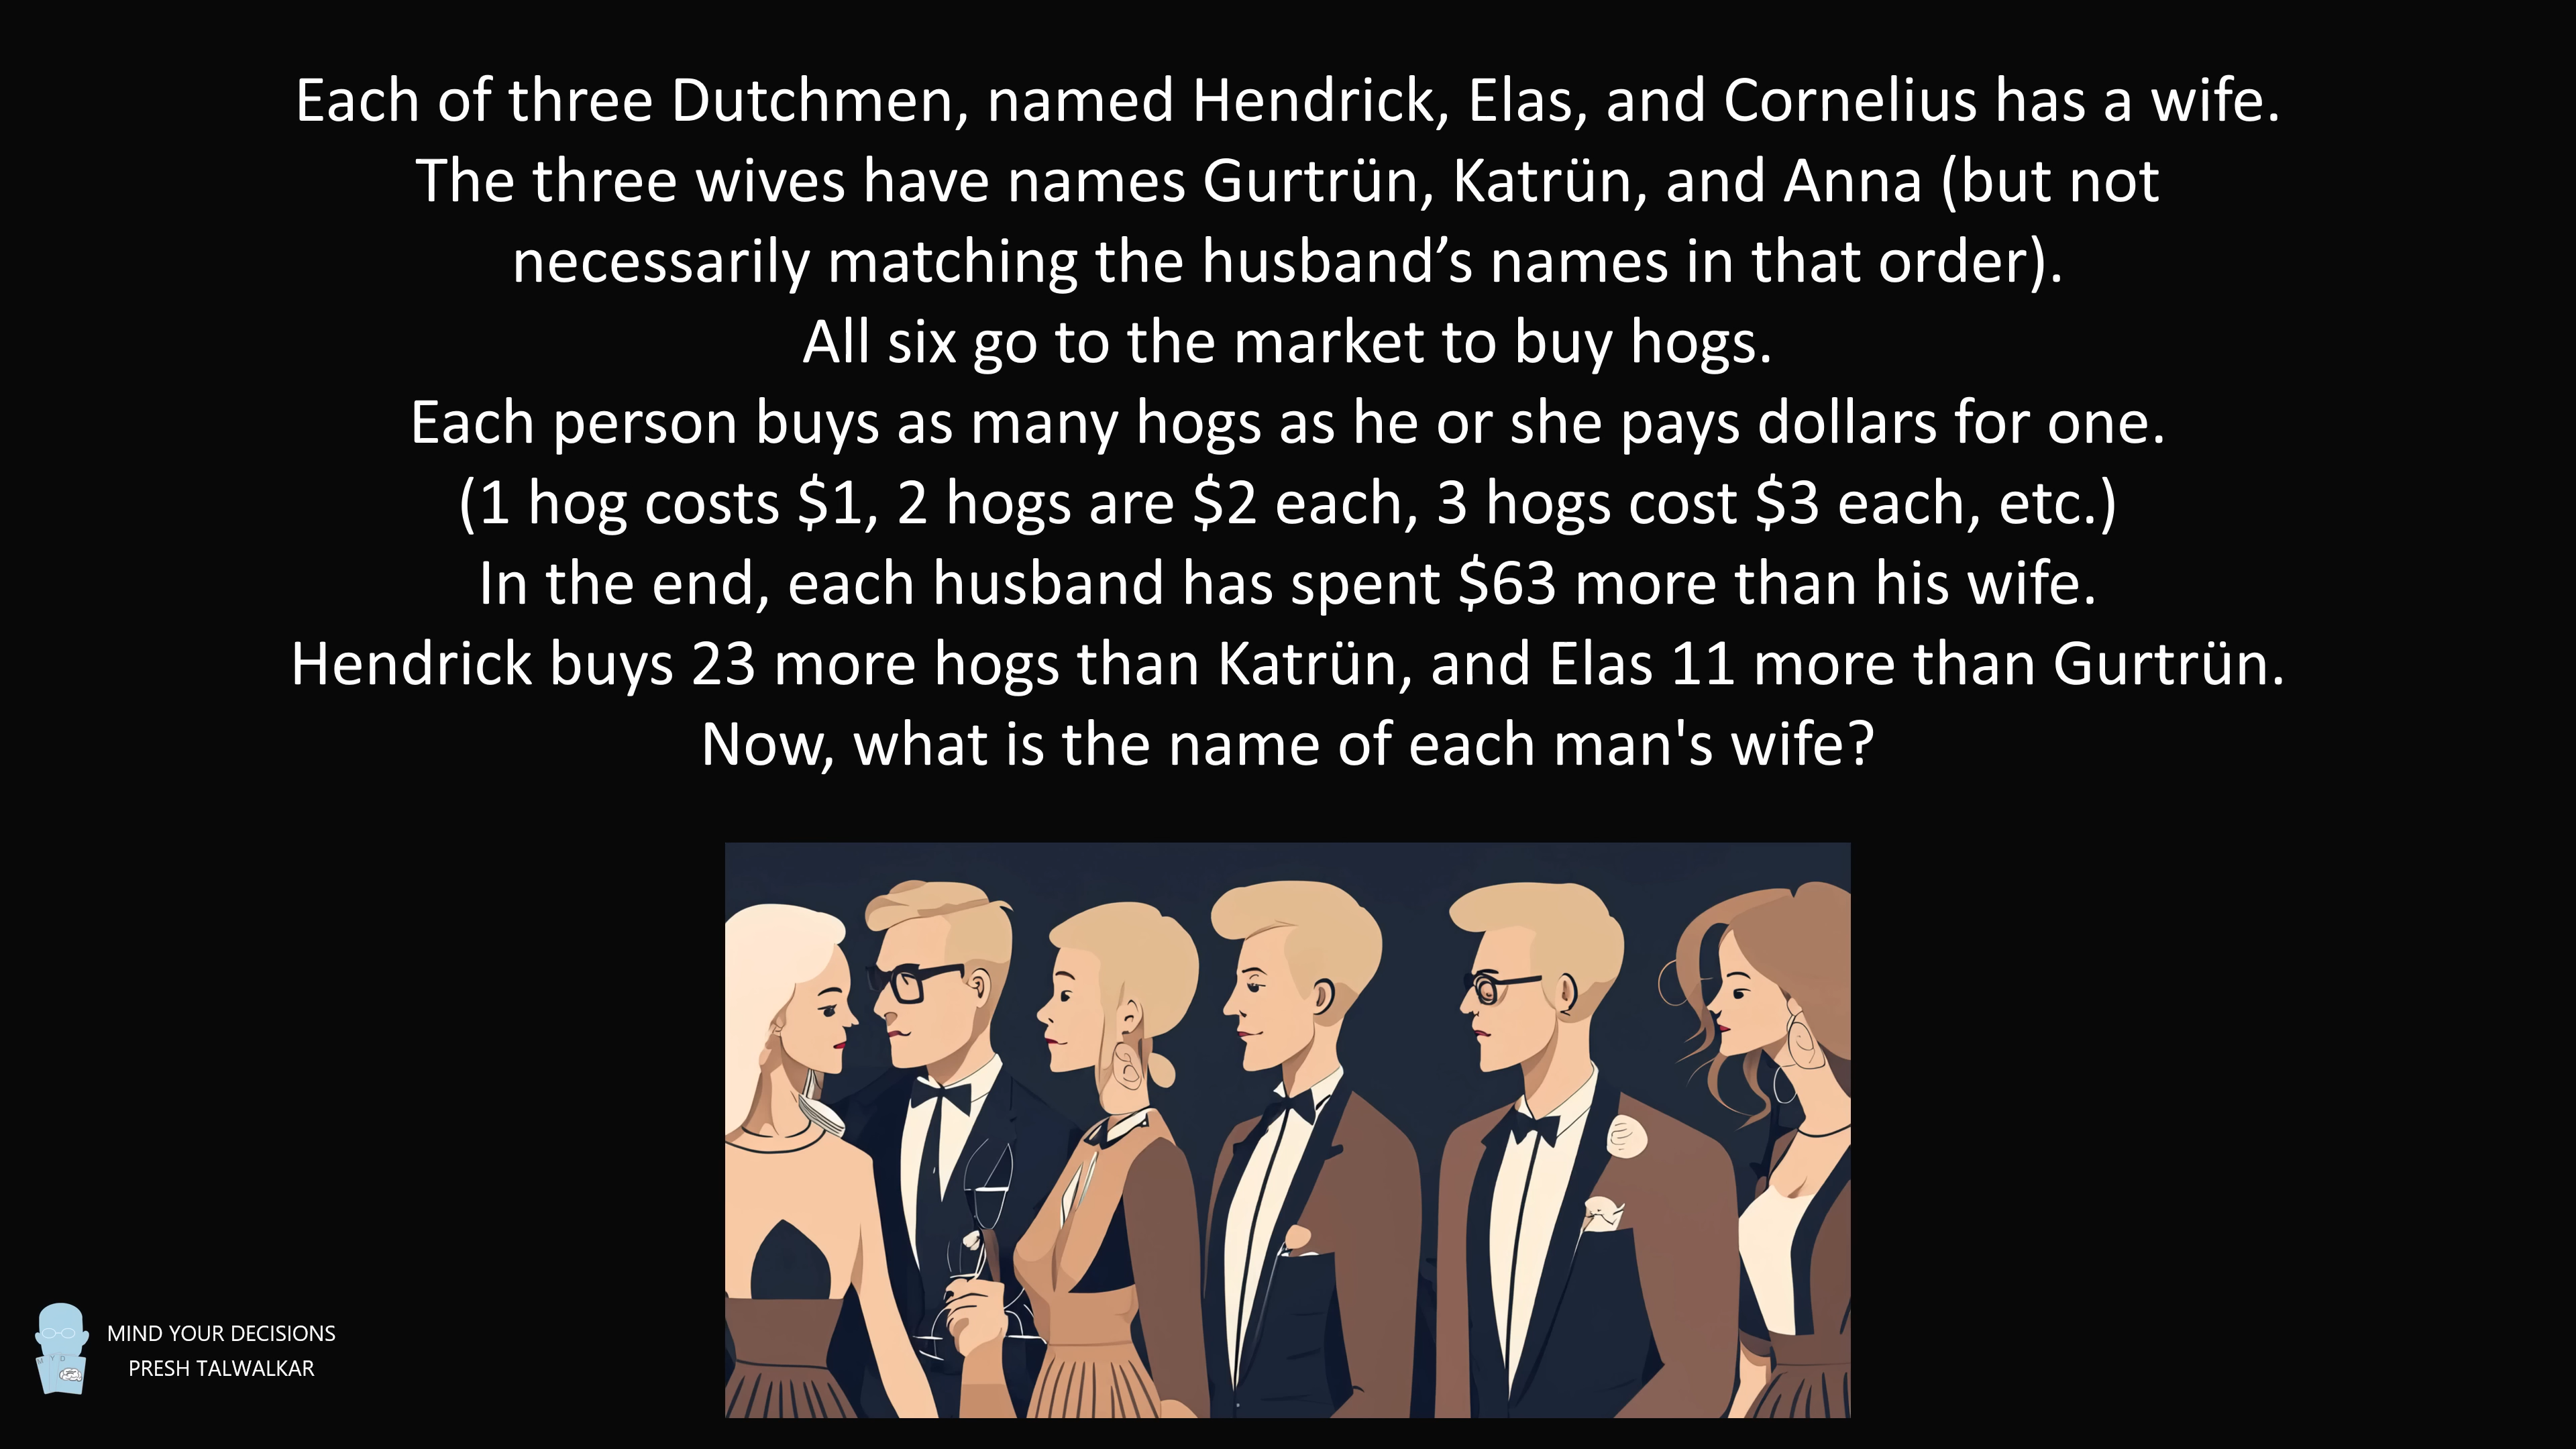 Each of three Dutchmen, named Hendrick, Elas, and Cornelius has a wife.
The three wives have names Gurtrün, Katrün, and Anna (but not
necessarily matching the husband’s names in that order).
All six go to the market to buy hogs.
Each person buys as many hogs as he or she pays dollars for one.
(1 hog costs $1, 2 hogs are $2 each, 3 hogs cost $3 each, etc.)
In the end, each husband has spent $63 more than his wife.
Hendrick buys 23 more hogs than Katrün, and Elas 11 more than Gurtrün.
Now, what is the name of each man's wife?
MIND YOUR DECISIONS
PRESH TALWALKAR